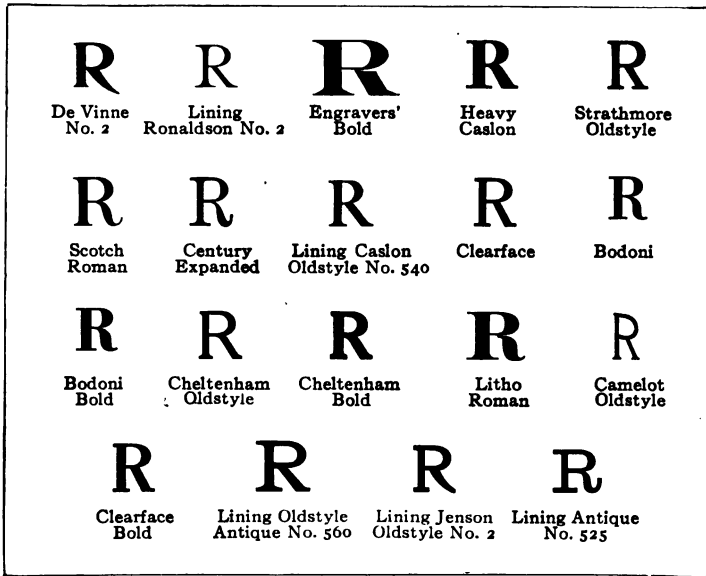 R R R R R
De Vinne Lining Engravers' Heavy Strathmore
No. 2 Ronaldson No. 2 Bold Caslon Oldstyle
R R R R R
Scotch Century Lining Caslon Clearface Bodoni
Roman Expanded Oldstyle No. 540
R R R R R
Bodoni Cheltenham Cheltenham Litho Camelot
Bold Oldstyle Bold Roman Oldstyle
R R R R
Clearface Lining Oldstyle Lining Jenson Lining Antique
Bold Antique No. 560 Oldstyle No. 2 No. 525